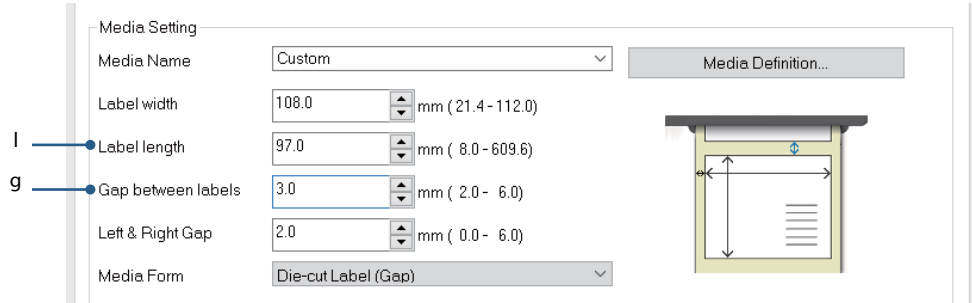 Media Setting
Media Name Custom Media Definition...
Label width 108.0 mm ( 21.4 - 112.0)
l Label length 97.0 mm ( 8.0 - 609.6)
g Gap between labels 3.0 mm ( 2.0 - 6.0)
Left & Right Gap 2.0 mm ( 0.0 - 6.0)
Media Form Die-cut Label (Gap)